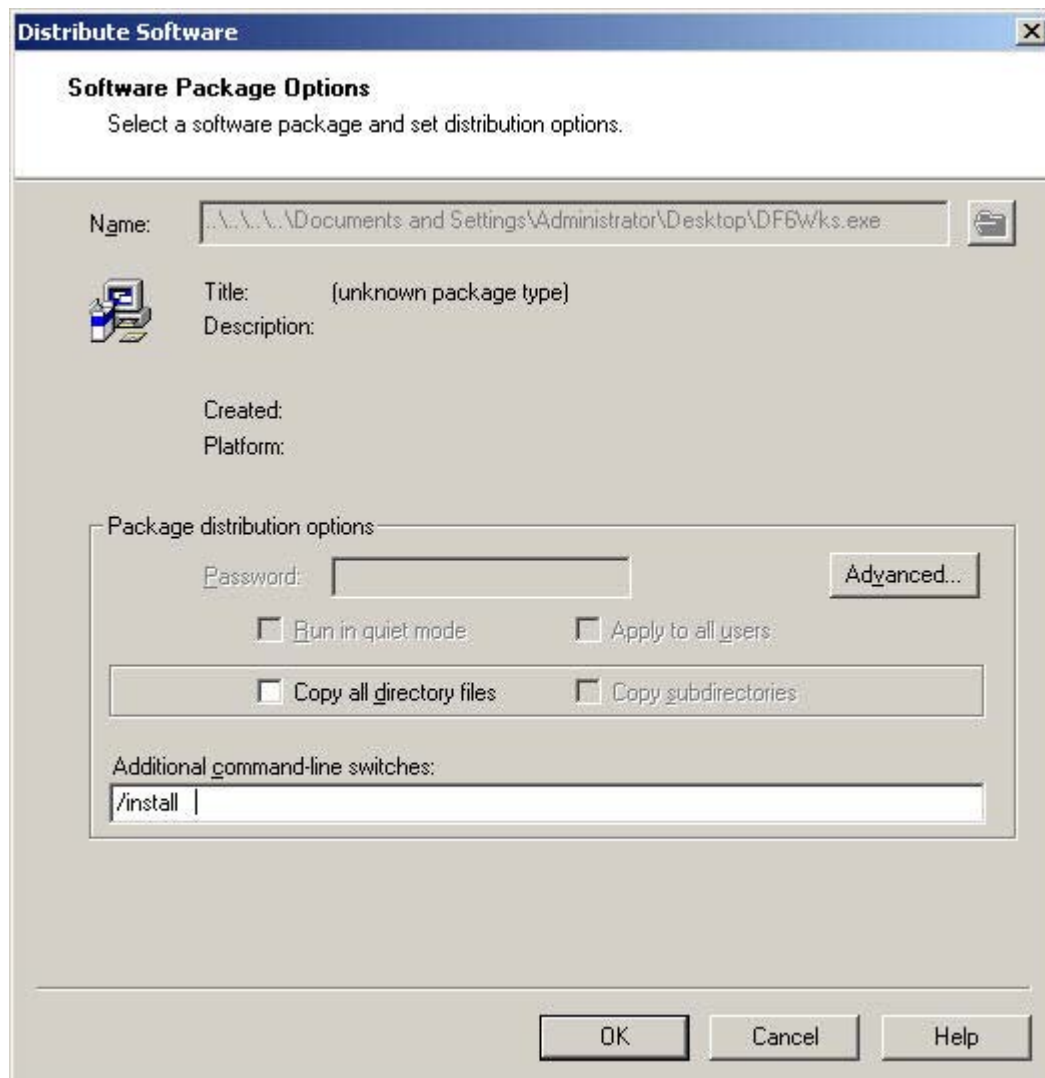 Distribute Software
Software Package Options
Select a software package and set distribution options.
Name: ..\..\..\..\Documents and Settings\Administrator\Desktop\DF6Wks.exe
Title: (unknown package type)
Description:
Created:
Platform:
Package distribution options
Password: Advanced...
Run in quiet mode Apply to all users
Copy all directory files Copy subdirectories
Additional command-line switches:
/install
OK Cancel Help